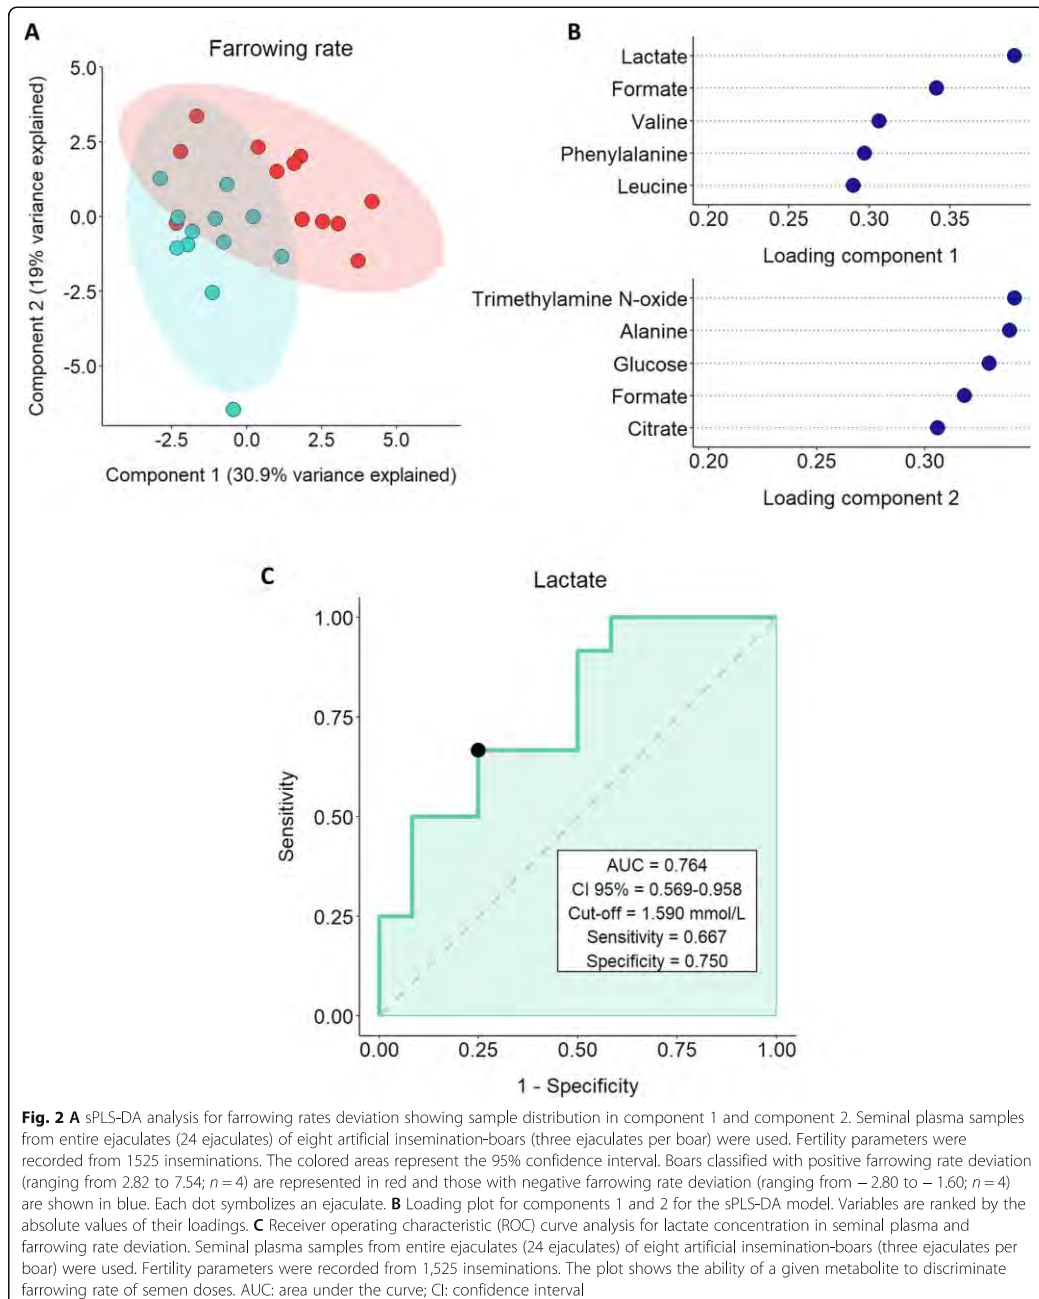 A
Farrowing rate
5.0
2.5
0.0
-2.5
-5.0
Component 2 (19% variance explained)
-2.5 0.0 2.5 5.0
Component 1 (30.9% variance explained)
B
Lactate
Formate
Valine
Phenylalanine
Leucine
0.20 0.25 0.30 0.35
Loading component 1
Trimethylamine N-oxide
Alanine
Glucose
Formate
Citrate
0.20 0.25 0.30
Loading component 2
C
Lactate
1.00
0.75
0.50
0.25
0.00
Sensitivity
AUC = 0.764
CI 95% = 0.569-0.958
Cut-off = 1.590 mmol/L
Sensitivity = 0.667
Specificity = 0.750
0.00 0.25 0.50 0.75 1.00
1 - Specificity
Fig. 2 A sPLS-DA analysis for farrowing rates deviation showing sample distribution in component 1 and component 2. Seminal plasma samples
from entire ejaculates (24 ejaculates) of eight artificial insemination-boars (three ejaculates per boar) were used. Fertility parameters were
recorded from 1525 inseminations. The colored areas represent the 95% confidence interval. Boars classified with positive farrowing rate deviation
(ranging from 2.82 to 7.54; n = 4) are represented in red and those with negative farrowing rate deviation (ranging from − 2.80 to − 1.60; n = 4)
are shown in blue. Each dot symbolizes an ejaculate. B Loading plot for components 1 and 2 for the sPLS-DA model. Variables are ranked by the
absolute values of their loadings. C Receiver operating characteristic (ROC) curve analysis for lactate concentration in seminal plasma and
farrowing rate deviation. Seminal plasma samples from entire ejaculates (24 ejaculates) of eight artificial insemination-boars (three ejaculates per
boar) were used. Fertility parameters were recorded from 1,525 inseminations. The plot shows the ability of a given metabolite to discriminate
farrowing rate of semen doses. AUC: area under the curve; CI: confidence interval